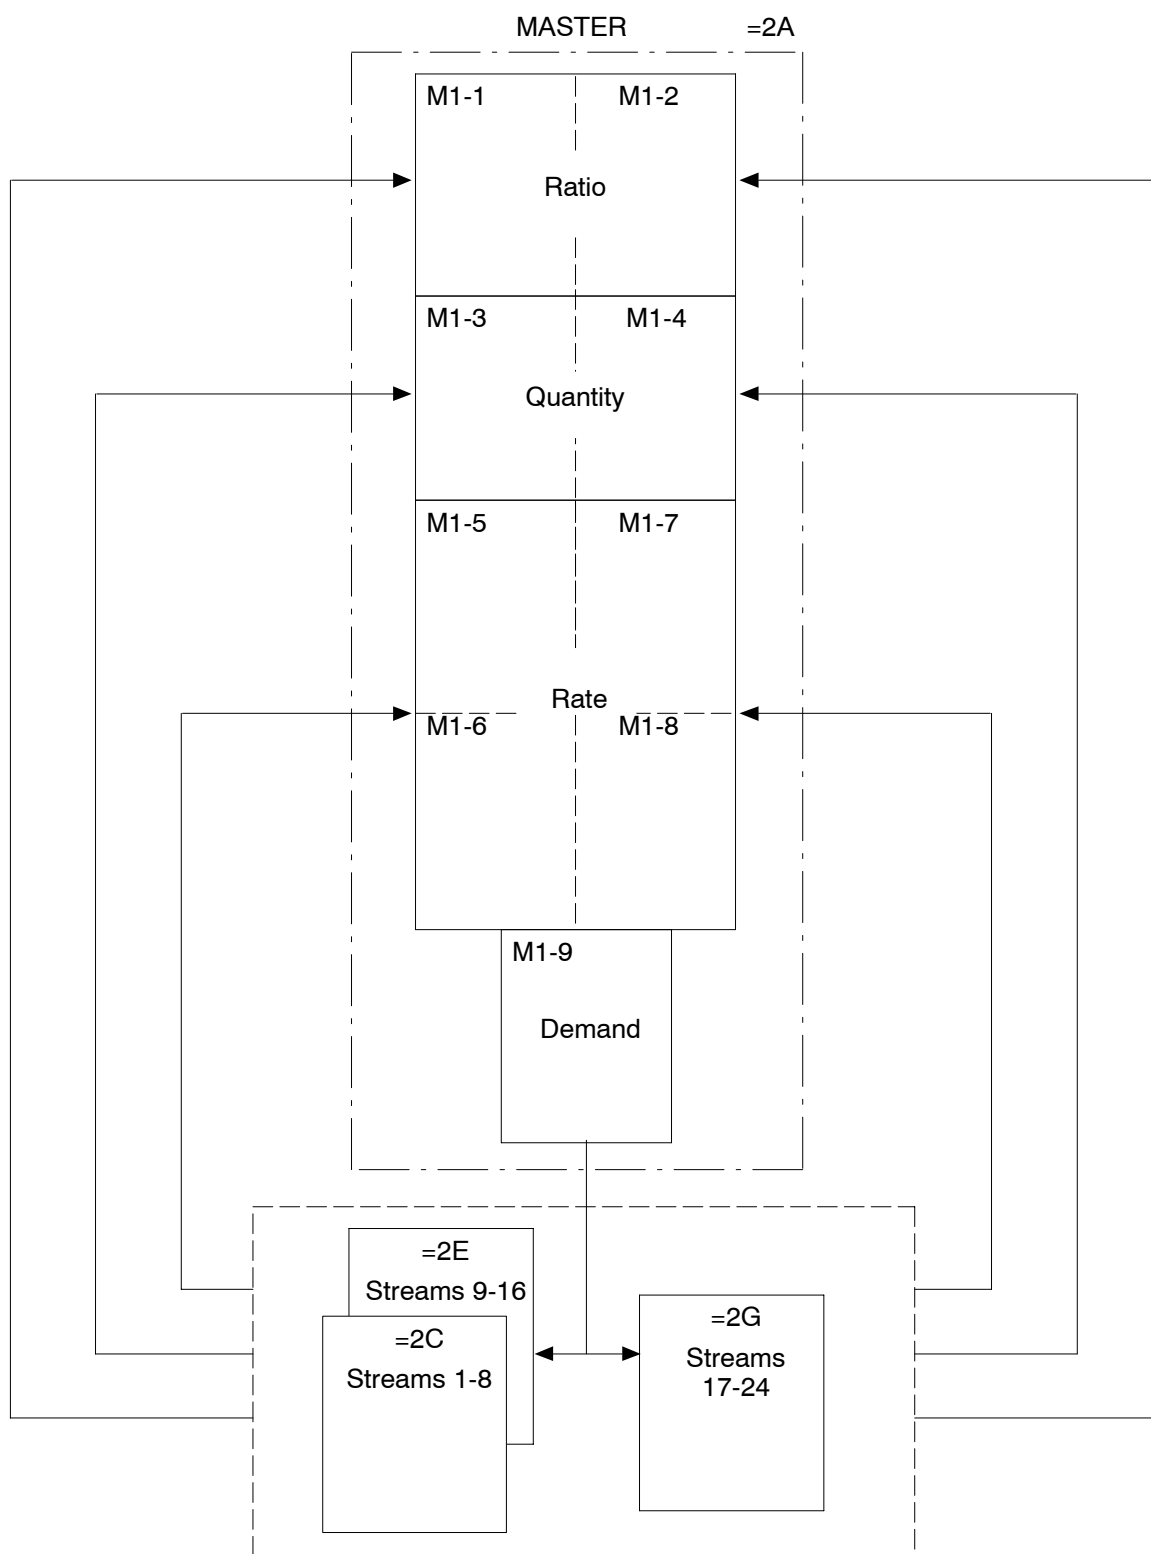 MASTER =2A
M1-1 M1-2
Ratio
M1-3 M1-4
Quantity
M1-5 M1-7
Rate
M1-6 M1-8
M1-9
Demand
=2E
Streams 9-16
=2C
Streams 1-8
=2G
Streams
17-24